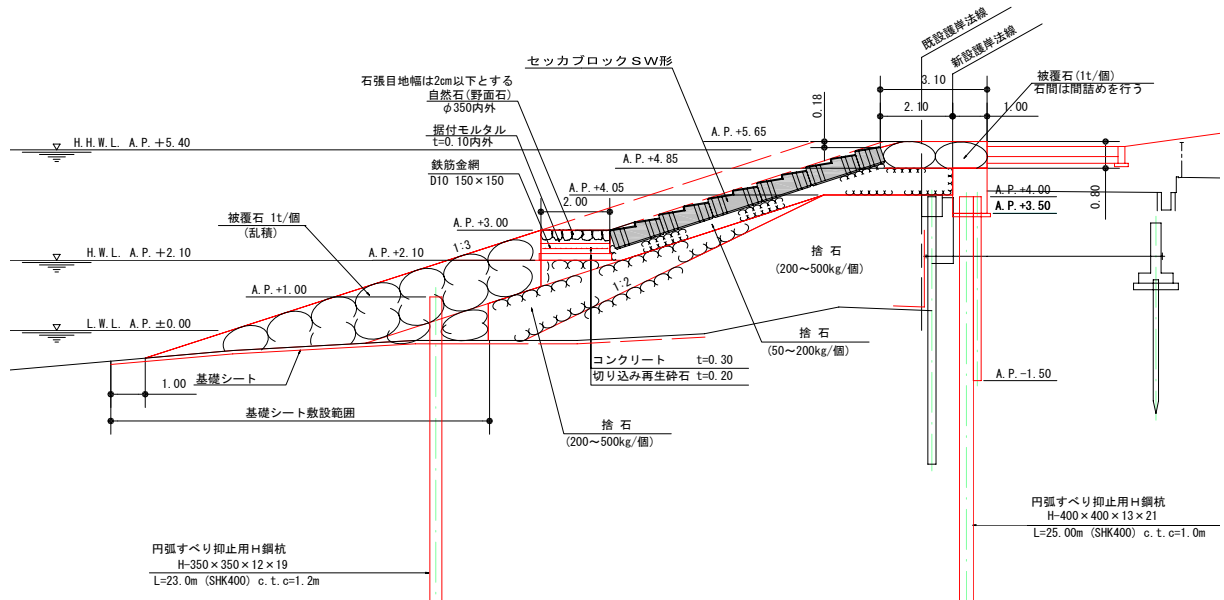 既設護岸法線
新設護岸法線
セッカブロックSW形
石張目地幅は2cm以下とする
自然石(野面石)
φ350内外
据付モルタル
t=0.10内外
鉄筋金網
D10 150×150
3.10
2.10
1.00
0.18
被覆石(1t/個)
石間は間詰めを行う
H.H.W.L. A.P.+5.40
A.P.+5.65
A.P.+4.85
A.P.+4.05
2.00
A.P.+4.00
A.P.+3.50
0.80
被覆石 1t/個
(乱積)
A.P.+3.00
1:3
H.W.L. A.P.+2.10
A.P.+2.10
捨石
(200～500kg/個)
1:2
A.P.+1.00
L.W.L. A.P.±0.00
捨石
(50～200kg/個)
コンクリート t=0.30
切り込み再生砕石 t=0.20
A.P.-1.50
基礎シート
1.00
基礎シート敷設範囲
捨石
(200～500kg/個)
円弧すべり抑止用H鋼杭
H-400×400×13×21
L=25.00m (SHK400) c.t.c=1.0m
円弧すべり抑止用H鋼杭
H-350×350×12×19
L=23.0m (SHK400) c.t.c=1.2m